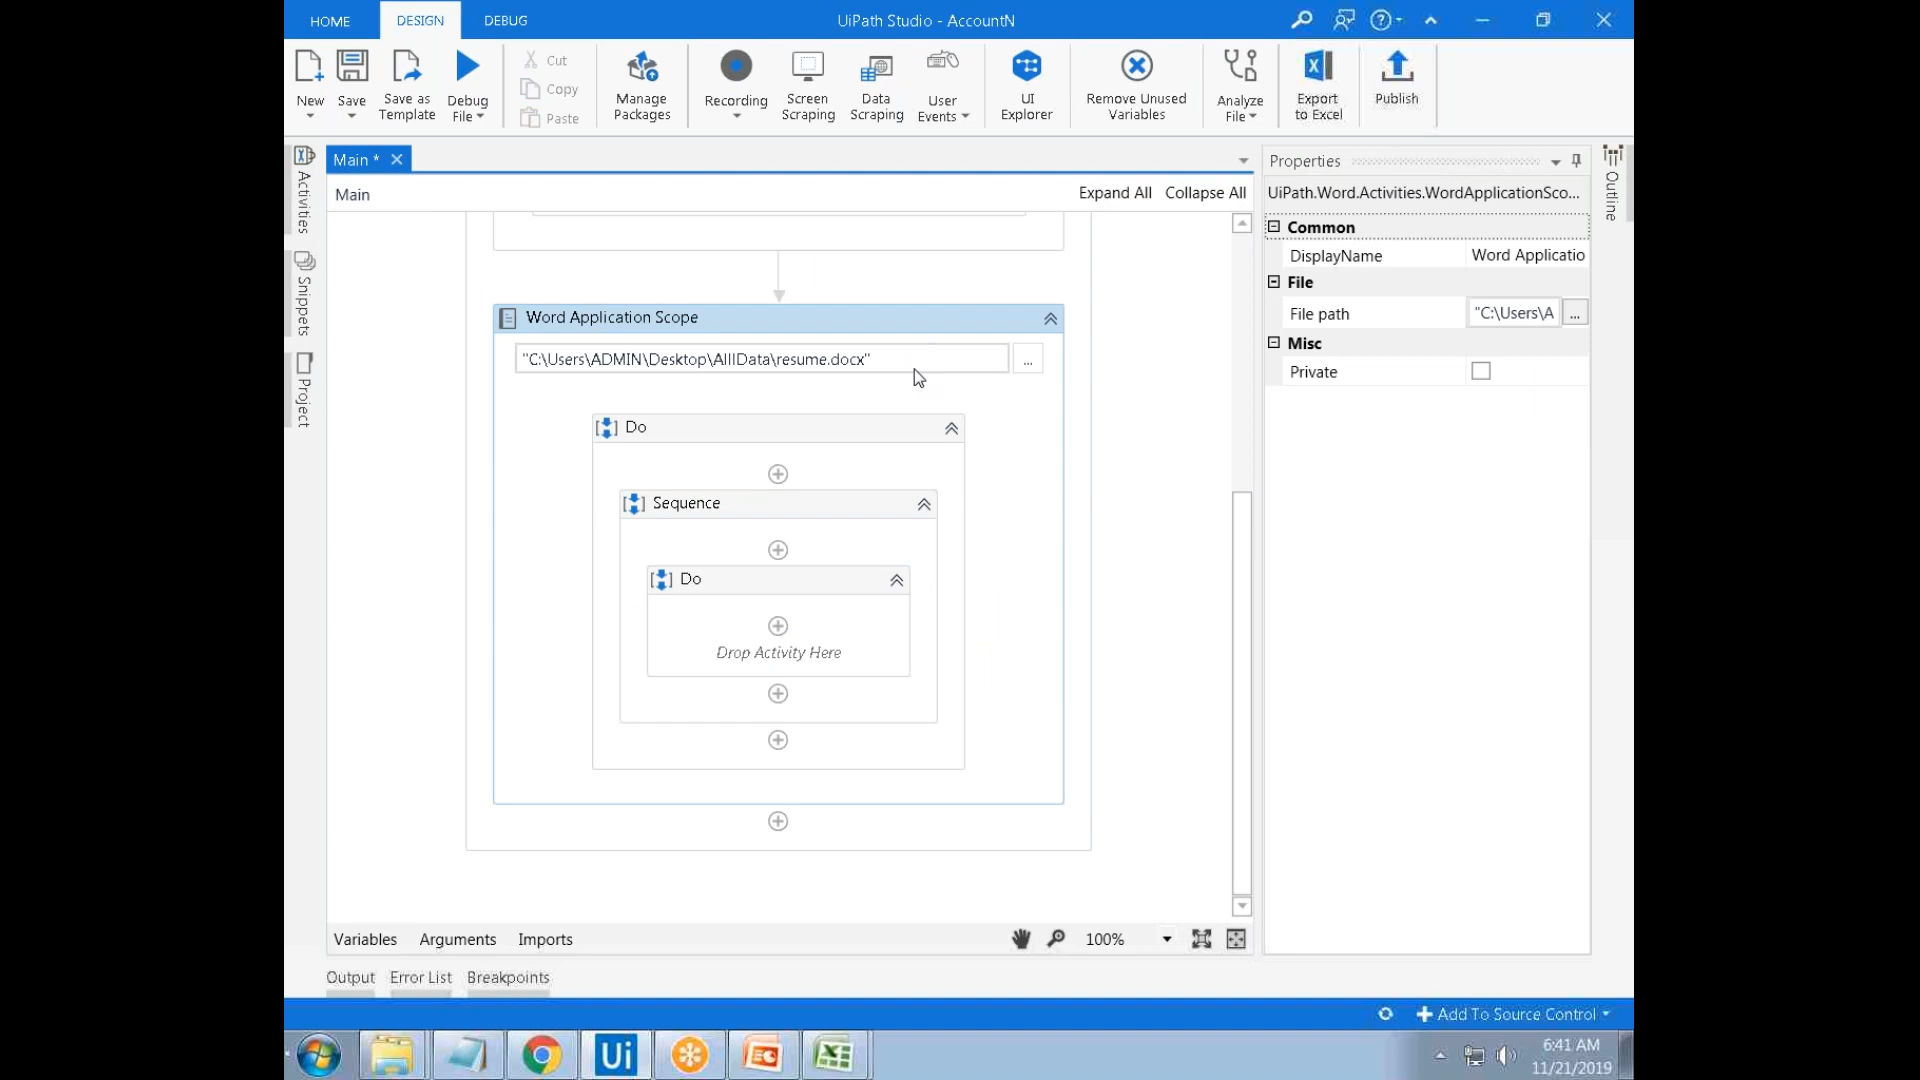 HOME
DESIGN
DEBUG
UiPath Studio - AccountN
New
Save
Save as Template
Debug File
Cut
Copy
Paste
Manage Packages
Recording
Screen Scraping
Data Scraping
User Events
UI Explorer
Remove Unused Variables
Analyze File
Export to Excel
Publish
Activities
Snippets
Project
Main *
Main
Expand All
Collapse All
Word Application Scope
"C:\Users\ADMIN\Desktop\AlllData\resume.docx"
...
Do
Sequence
Do
Drop Activity Here
Properties
UiPath.Word.Activities.WordApplicationSco...
Common
DisplayName
Word Applicatio
File
File path
"C:\Users\A
...
Misc
Private
Outline
Variables
Arguments
Imports
100%
Output
Error List
Breakpoints
Add To Source Control
Ui
6:41 AM
11/21/2019